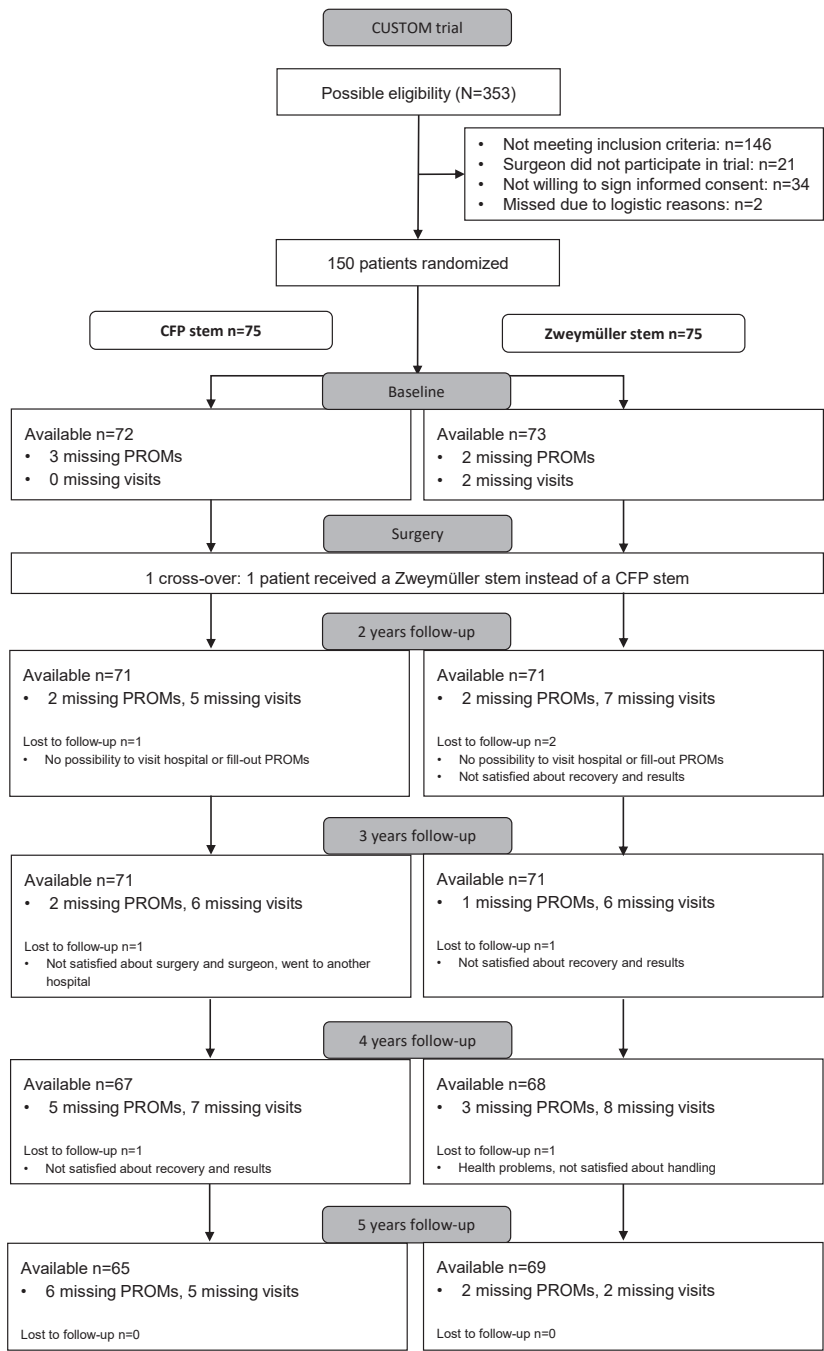 CUSTOM trial
Possible eligibility (N=353)
• Not meeting inclusion criteria: n=146
• Surgeon did not participate in trial: n=21
• Not willing to sign informed consent: n=34
• Missed due to logistic reasons: n=2
150 patients randomized
CFP stem n=75
Zweymüller stem n=75
Baseline
Available n=72
• 3 missing PROMs
• 0 missing visits
Available n=73
• 2 missing PROMs
• 2 missing visits
Surgery
1 cross-over: 1 patient received a Zweymüller stem instead of a CFP stem
2 years follow-up
Available n=71
• 2 missing PROMs, 5 missing visits
Lost to follow-up n=1
• No possibility to visit hospital or fill-out PROMs
Available n=71
• 2 missing PROMs, 7 missing visits
Lost to follow-up n=2
• No possibility to visit hospital or fill-out PROMs
• Not satisfied about recovery and results
3 years follow-up
Available n=71
• 2 missing PROMs, 6 missing visits
Lost to follow-up n=1
• Not satisfied about surgery and surgeon, went to another
hospital
Available n=71
• 1 missing PROMs, 6 missing visits
Lost to follow-up n=1
• Not satisfied about recovery and results
4 years follow-up
Available n=67
• 5 missing PROMs, 7 missing visits
Lost to follow-up n=1
• Not satisfied about recovery and results
Available n=68
• 3 missing PROMs, 8 missing visits
Lost to follow-up n=1
• Health problems, not satisfied about handling
5 years follow-up
Available n=65
• 6 missing PROMs, 5 missing visits
Lost to follow-up n=0
Available n=69
• 2 missing PROMs, 2 missing visits
Lost to follow-up n=0